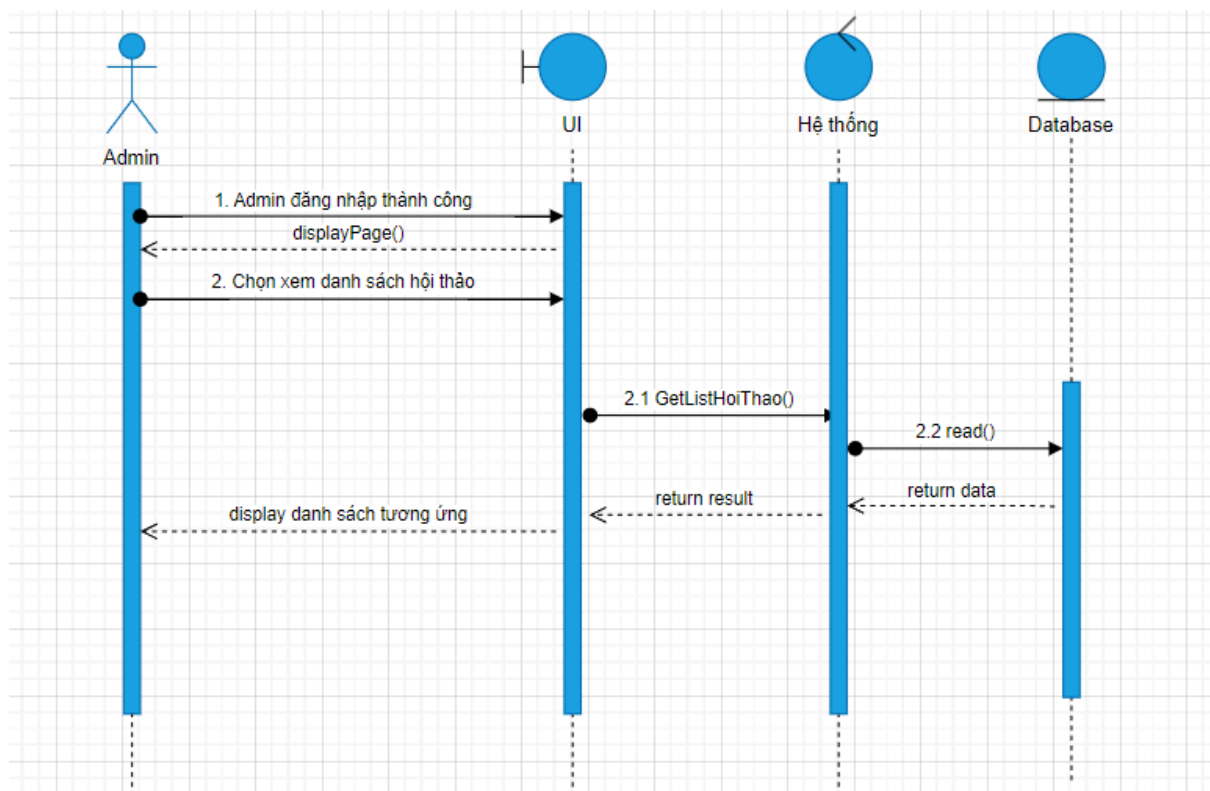 UI
Hệ thống
Database
Admin
1. Admin đăng nhập thành công
displayPage()
2. Chọn xem danh sách hội thảo
2.1 GetListHoiThao()
2.2 read()
return data
return result
display danh sách tương ứng